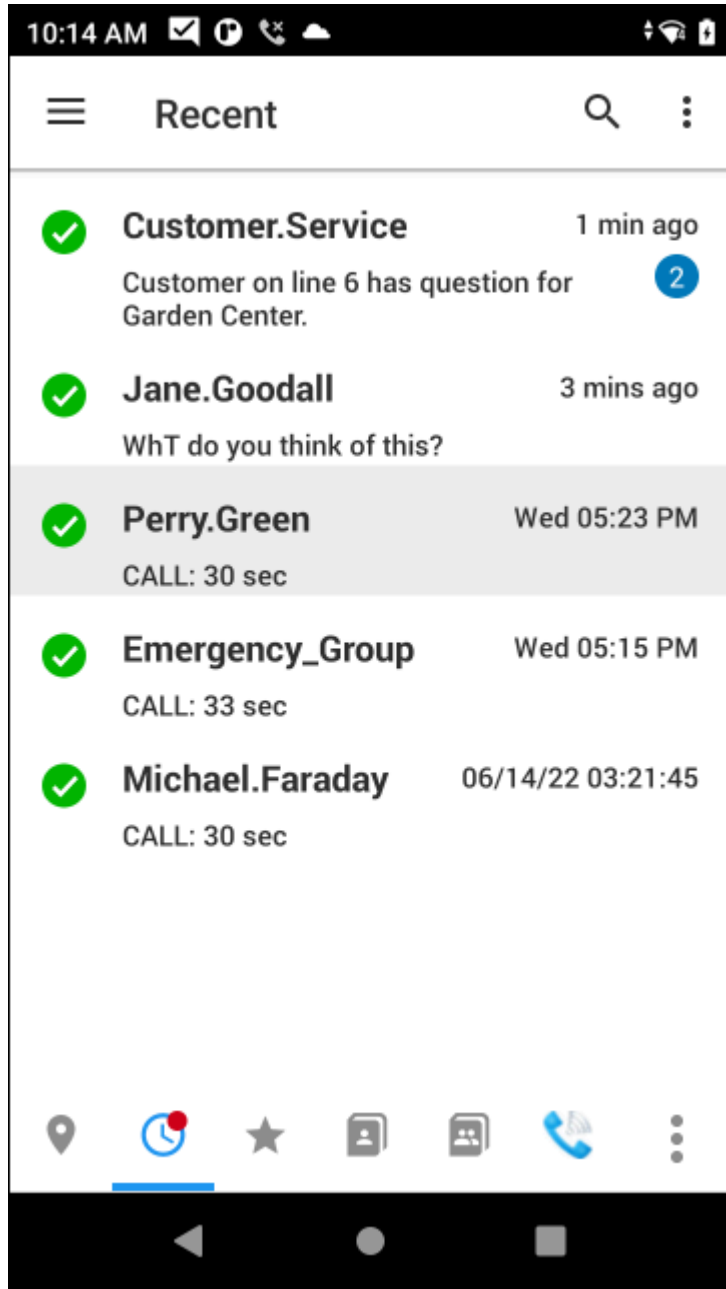 10:14 AM
Recent
Customer.Service 1 min ago
Customer on line 6 has question for 2
Garden Center.
Jane.Goodall 3 mins ago
WhT do you think of this?
Perry.Green Wed 05:23 PM
CALL: 30 sec
Emergency_Group Wed 05:15 PM
CALL: 33 sec
Michael.Faraday 06/14/22 03:21:45
CALL: 30 sec